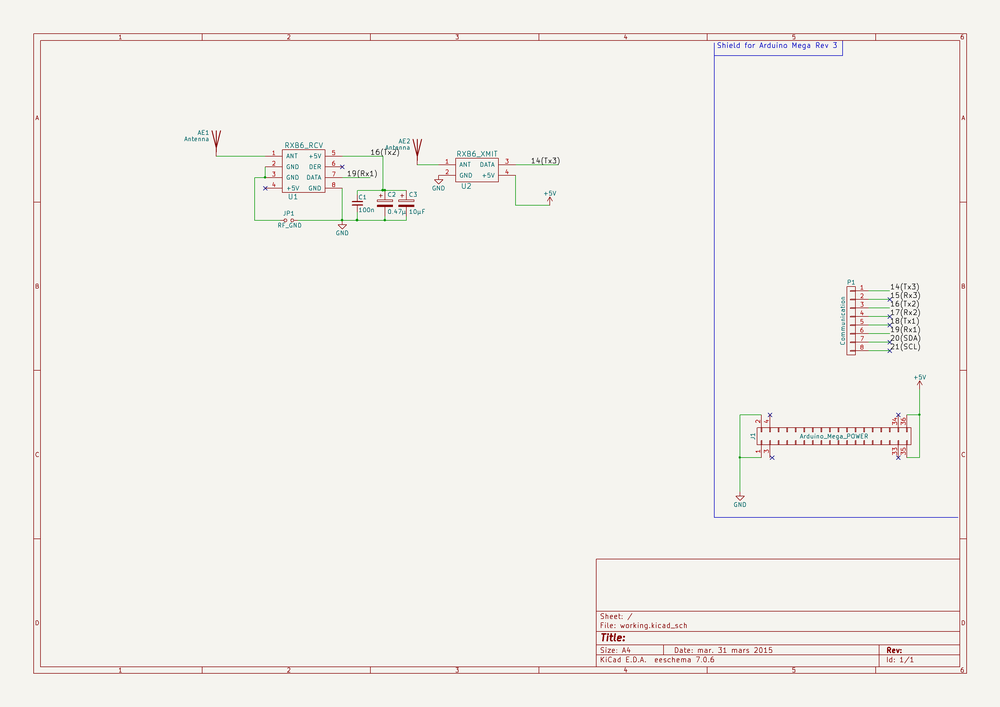 1 2 3 4 5 6
Shield for Arduino Mega Rev 3
A A
AE1
Antenna
RXB6_RCV
1 ANT +5V 5
2 GND DER 6
3 GND DATA 7
4 +5V GND 8
U1
16(Tx2)
19(Rx1)
JP1
RF_GND
GND
C1
100n
+ C2
0.47µ
+ C3
10µF
AE2
Antenna
RXB6_XMIT
1 ANT DATA 3
2 GND +5V 4
U2
GND
14(Tx3)
+5V
B B
P1
Communication
1 14(Tx3)
2 15(Rx3)
3 16(Tx2)
4 17(Rx2)
5 18(Tx1)
6 19(Rx1)
7 20(SDA)
8 21(SCL)
+5V
2 4 34 36
J1
Arduino_Mega_POWER
1 3 33 35
C C
GND
D D
Sheet: /
File: working.kicad_sch
Title:
Size: A4 Date: mar. 31 mars 2015 Rev:
KiCad E.D.A. eeschema 7.0.6 Id: 1/1
1 2 3 4 5 6